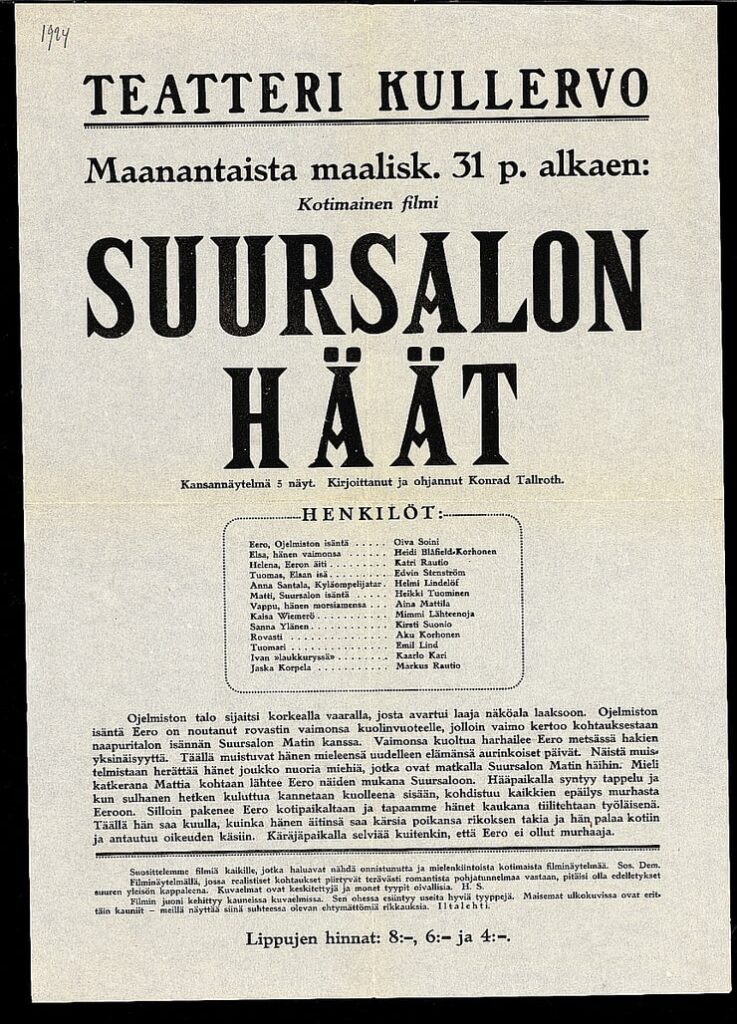 1924
TEATTERI KULLERVO
Maanantaista maalisk. 31 p. alkaen:
Kotimainen filmi
SUURSALON
HÄÄT
Kansannäytelmä 5 näyt. Kirjoittanut ja ohjannut Konrad Tallroth.
HENKILÖT:
Eero, Ojelmiston isäntä . . . . . Oiva Soini
Elsa, hänen vaimonsa . . . . . . Heidi Blåfield-Korhonen
Helena, Eeron äiti . . . . . . . . Katri Rautio
Tuomas, Elsan isä . . . . . . . . Edvin Stenström
Anna Santala, Kyläompelijatar . Helmi Lindelöf
Matti, Suursalon isäntä . . . . . Heikki Tuominen
Vappu, hänen morsiamensa . . . Aina Mattila
Kaisa Wiemerö . . . . . . . . . . Mimmi Lähteenoja
Sanna Ylänen . . . . . . . . . . . Kirsti Suonio
Rovasti . . . . . . . . . . . . . . Aku Korhonen
Tuomari . . . . . . . . . . . . . . Emil Lind
Ivan »laukkuryssä» . . . . . . . . Kaarlo Kari
Jaska Korpela . . . . . . . . . . . Markus Rautio
Ojelmiston talo sijaitsi korkealla vaaralla, josta avartui laaja näköala laaksoon. Ojelmiston
isäntä Eero on noutanut rovastin vaimonsa kuolinvuoteelle, jolloin vaimo kertoo kohtauksestaan
naapuritalon isännän Suursalon Matin kanssa. Vaimonsa kuoltua harhailee Eero metsässä hakien
yksinäisyyttä. Täällä muistuvat hänen mieleensä uudelleen elämänsä aurinkoiset päivät. Näistä muis-
telmistaan herättää hänet joukko nuoria miehiä, jotka ovat matkalla Suursalon Matin häihin. Mieli
katkerana Mattia kohtaan lähtee Eero näiden mukana Suursaloon. Hääpaikalla syntyy tappelu ja
kun sulhanen hetken kuluttua kannetaan kuolleena sisään, kohdistuu kaikkien epäilys murhasta
Eeroon. Silloin pakenee Eero kotipaikaltaan ja tapaamme hänet kaukana tiilitehtaan työläisenä.
Täällä hän saa kuulla, kuinka hänen äitinsä saa kärsiä poikansa rikoksen takia ja hän palaa kotiin
ja antautuu oikeuden käsiin. Käräjäpaikalla selviää kuitenkin, että Eero ei ollut murhaaja.
Suosittelemme filmiä kaikille, jotka haluavat nähdä onnistunutta ja mielenkiintoista kotimaista filminäytelmää. Sos. Dem.
Filminäytelmällä, jossa realistiset kohtaukset piirtyvät terävästi romantista pohjatunnelmaa vastaan, pitäisi olla edelletykset
suuren yleisön kappaleena. Kuvaelmat ovat keskitettyjä ja monet tyypit oivallisia. H. S.
Filmin juoni kehittyy kauneissa kuvaelmissa. Sen ohessa esiintyy useita hyviä tyyppejä. Maisemat ulkokuvissa ovat erit-
täin kauniit — meillä näyttää siinä suhteessa olevan ehtymättömiä rikkauksia. Iltalehti.
Lippujen hinnat: 8:-, 6:- ja 4:-.